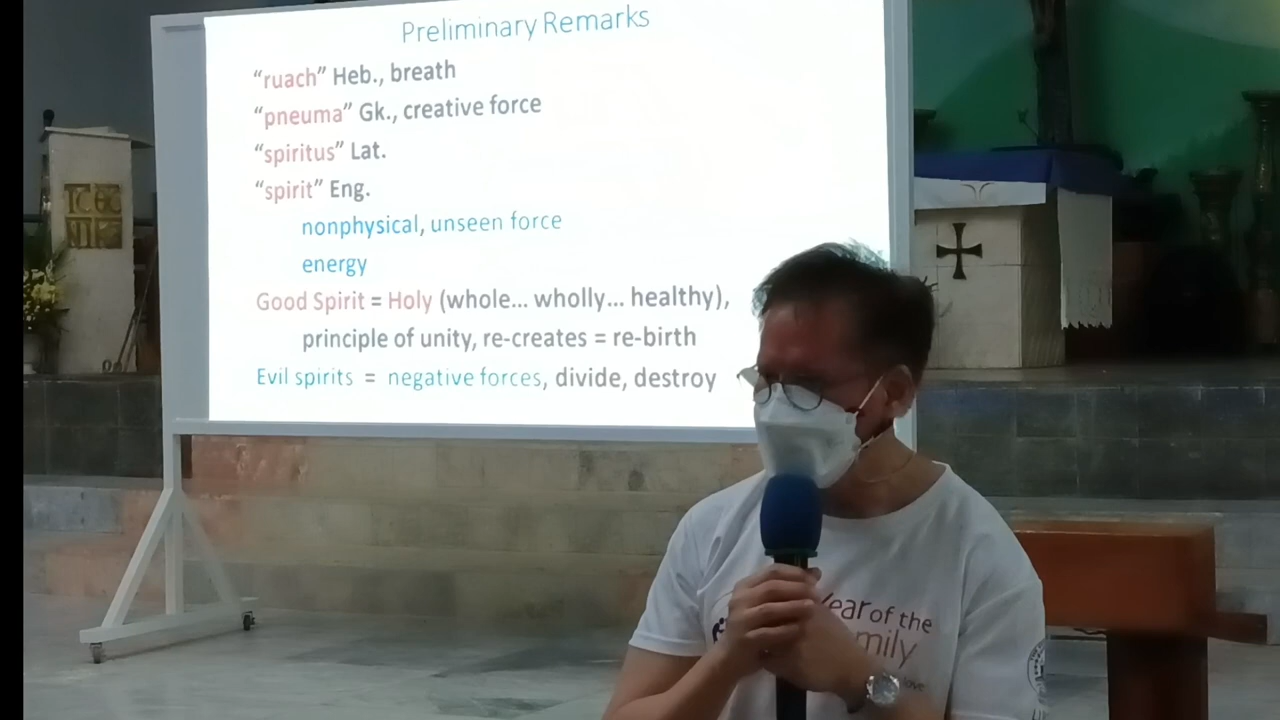 Preliminary Remarks
“ruach” Heb., breath
“pneuma” Gk., creative force
“spiritus” Lat.
“spirit” Eng.
nonphysical, unseen force
energy
Good Spirit = Holy (whole... wholly... healthy),
principle of unity, re-creates = re-birth
Evil spirits = negative forces, divide, destroy
Year of the
love